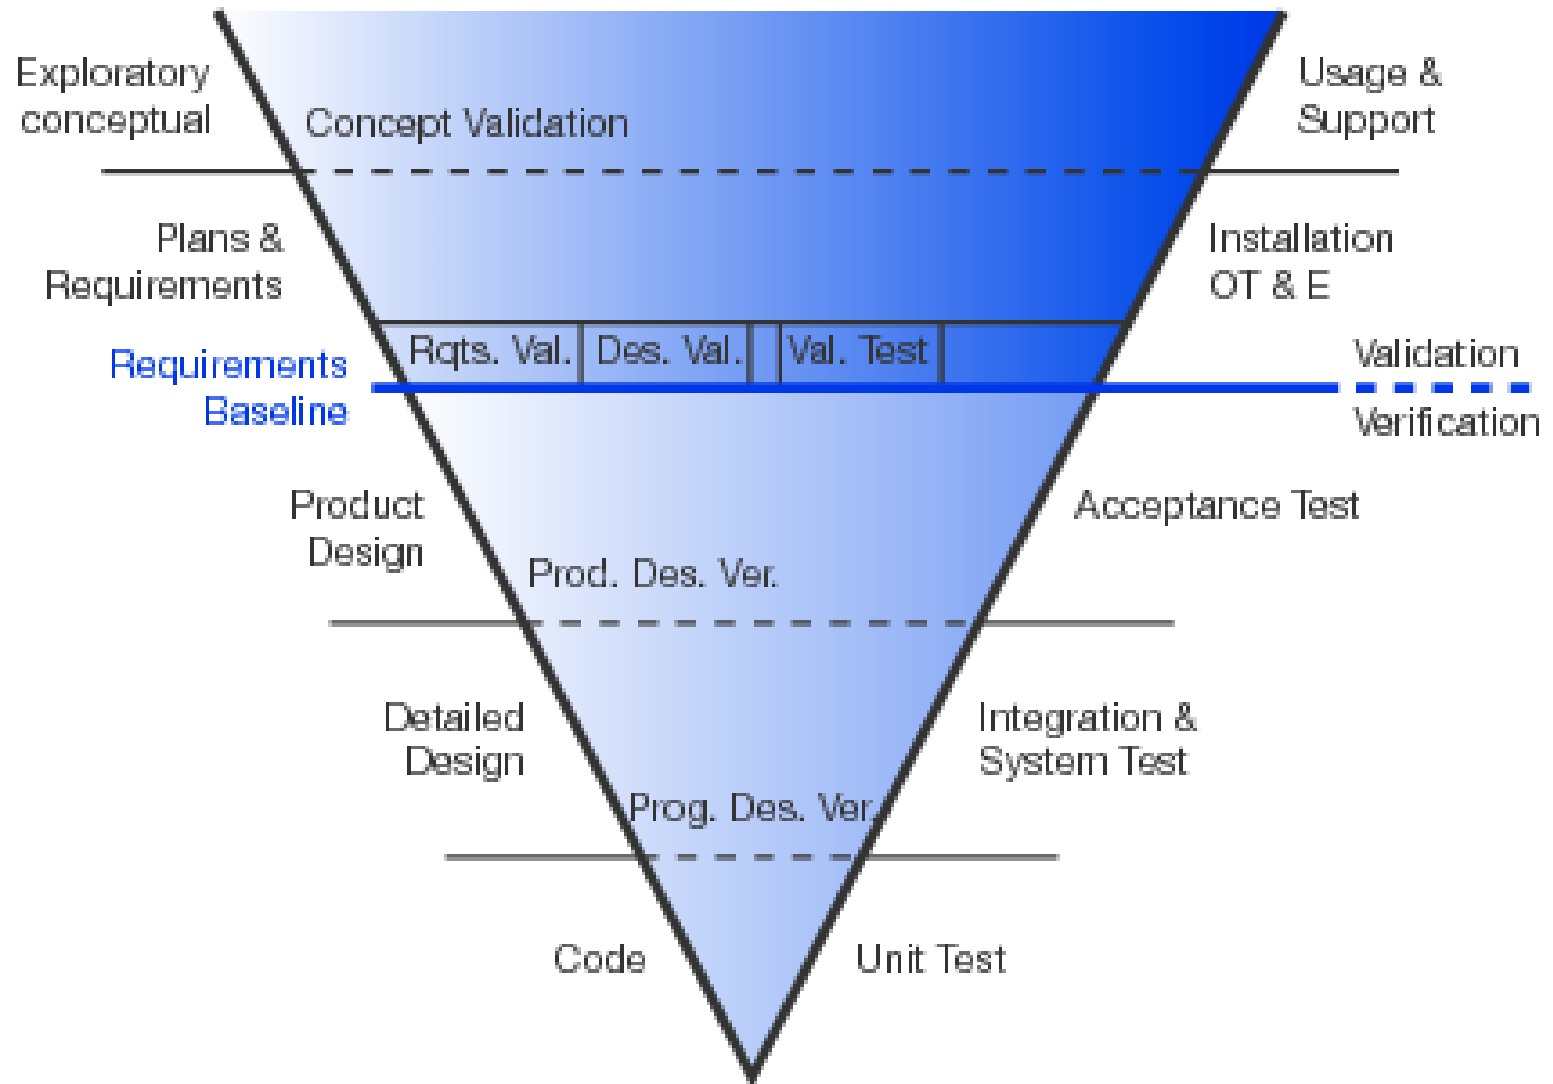 Exploratory
conceptual
Concept Validation
Usage &
Support
Plans &
Requirements
Installation
OT & E
Requirements
Baseline
Rqts. Val.
Des. Val.
Val. Test
Validation
Verification
Product
Design
Prod. Des. Ver.
Acceptance Test
Detailed
Design
Prog. Des. Ver.
Integration &
System Test
Code
Unit Test